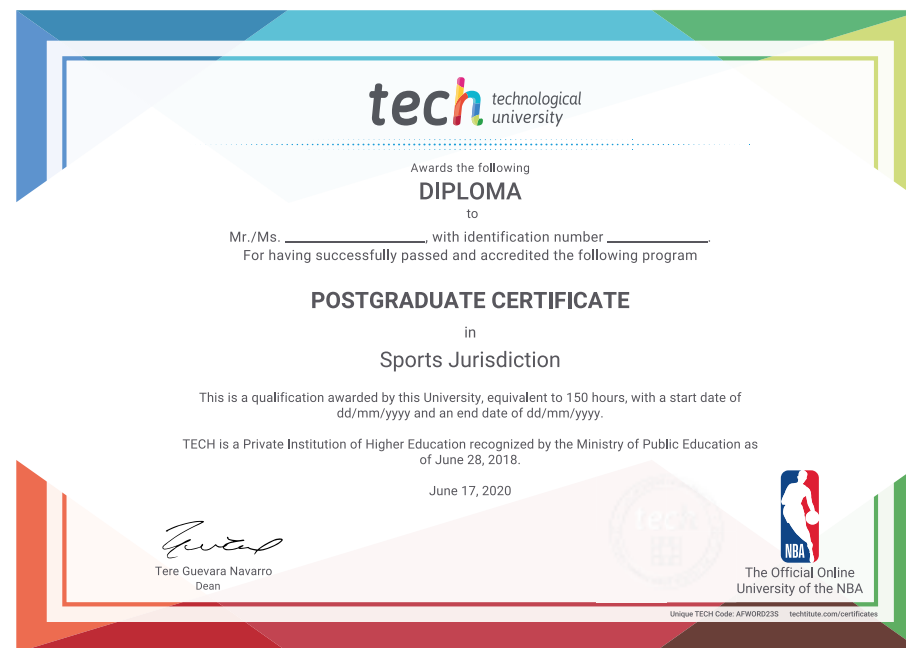 tech technological
university
Awards the following
DIPLOMA
to
Mr./Ms. ____________, with identification number ____________.
For having successfully passed and accredited the following program
POSTGRADUATE CERTIFICATE
in
Sports Jurisdiction
This is a qualification awarded by this University, equivalent to 150 hours, with a start date of
dd/mm/yyyy and an end date of dd/mm/yyyy.
TECH is a Private Institution of Higher Education recognized by the Ministry of Public Education as
of June 28, 2018.
June 17, 2020
tech
NBA
Tere Guevara Navarro
Dean
The Official Online
University of the NBA
Unique TECH Code: AFWORD23S techtitute.com/certificates